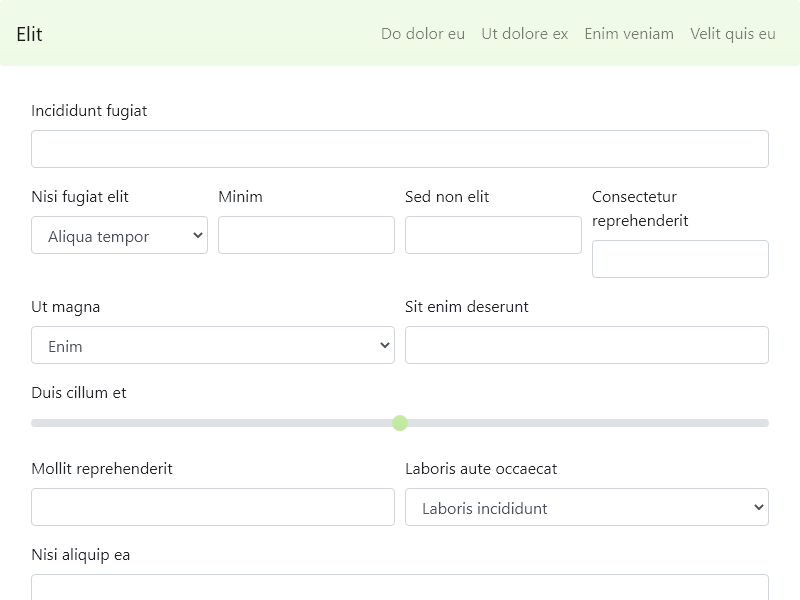 Elit
Do dolor eu
Ut dolore ex
Enim veniam
Velit quis eu
Incididunt fugiat
Nisi fugiat elit
Aliqua tempor
Minim
Sed non elit
Consectetur
reprehenderit
Ut magna
Enim
Sit enim deserunt
Duis cillum et
Mollit reprehenderit
Laboris aute occaecat
Laboris incididunt
Nisi aliquip ea